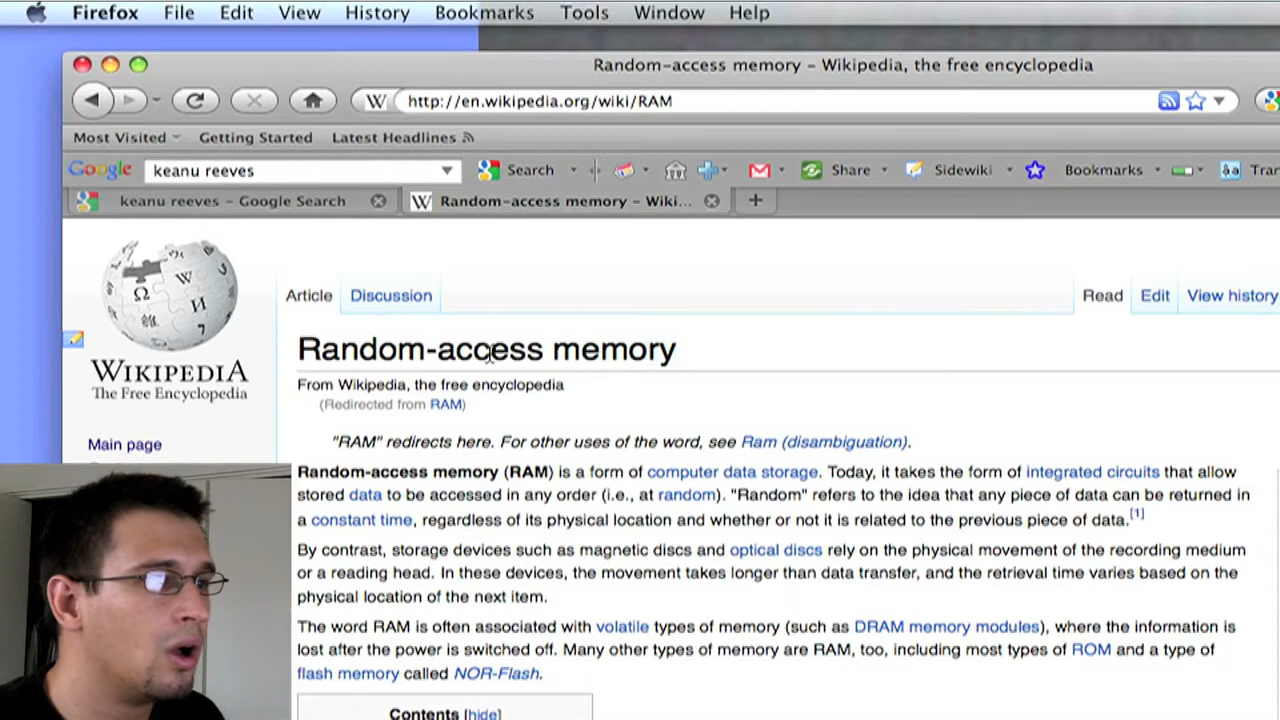 Firefox File Edit View History Bookmarks Tools Window Help
Random-access memory – Wikipedia, the free encyclopedia
W http://en.wikipedia.org/wiki/RAM
Most Visited Getting Started Latest Headlines
Google keanu reeves Search Share Sidewiki Bookmarks
keanu reeves – Google Search W Random-access memory – Wiki...
Article Discussion Read Edit View history
Random-access memory
WIKIPEDIA
The Free Encyclopedia
From Wikipedia, the free encyclopedia
(Redirected from RAM)
Main page
"RAM" redirects here. For other uses of the word, see Ram (disambiguation).
Random-access memory (RAM) is a form of computer data storage. Today, it takes the form of integrated circuits that allow
stored data to be accessed in any order (i.e., at random). "Random" refers to the idea that any piece of data can be returned in
a constant time, regardless of its physical location and whether or not it is related to the previous piece of data.[1]
By contrast, storage devices such as magnetic discs and optical discs rely on the physical movement of the recording medium
or a reading head. In these devices, the movement takes longer than data transfer, and the retrieval time varies based on the
physical location of the next item.
The word RAM is often associated with volatile types of memory (such as DRAM memory modules), where the information is
lost after the power is switched off. Many other types of memory are RAM, too, including most types of ROM and a type of
flash memory called NOR-Flash.
Contents [hide]